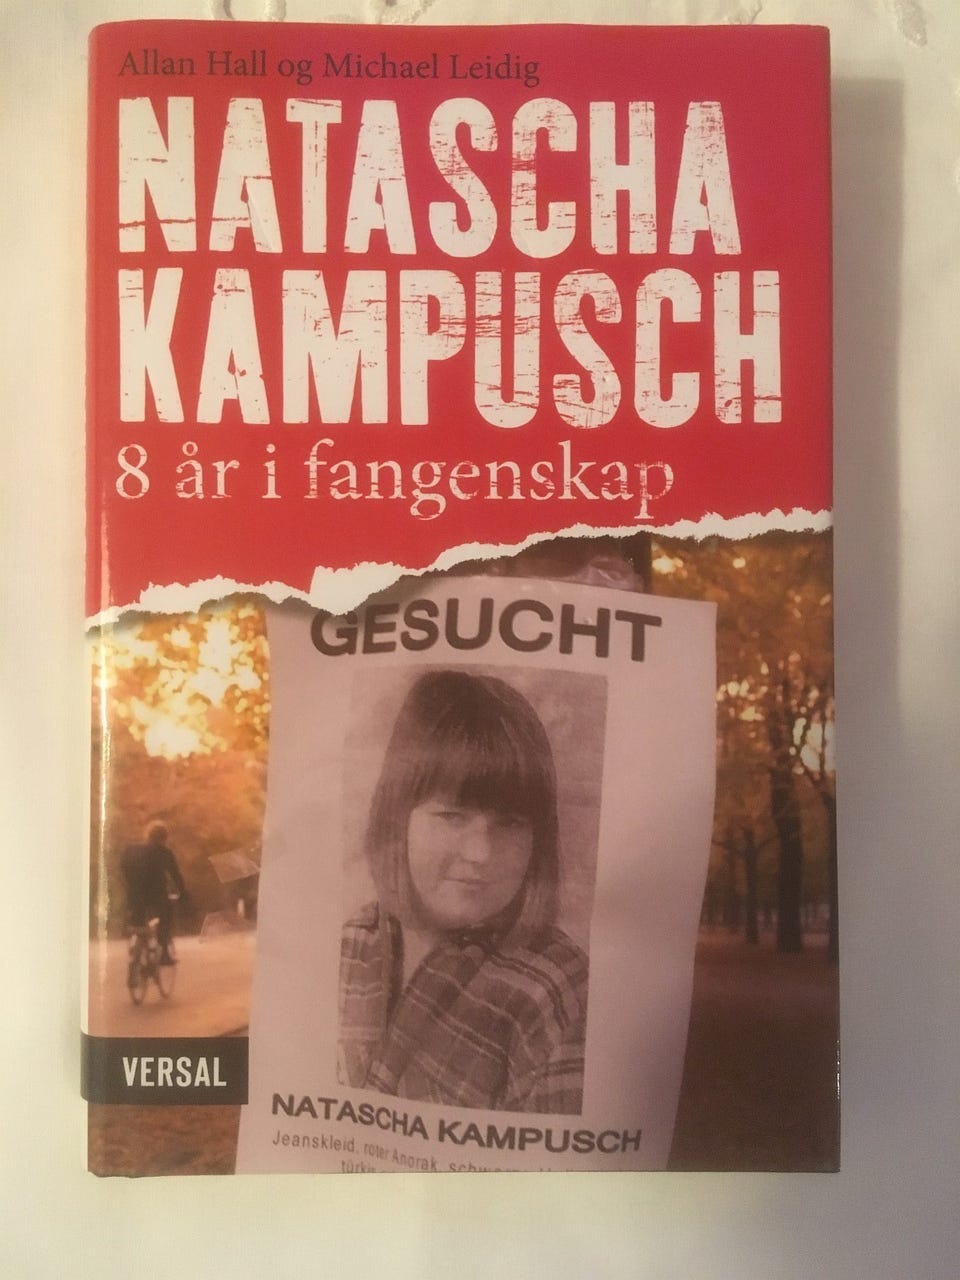 Allan Hall og Michael Leidig
NATASCHA
KAMPUSCH
8 år i fangenskap
GESUCHT
VERSAL
NATASCHA KAMPUSCH
Jeanskleid, roter Anorak,